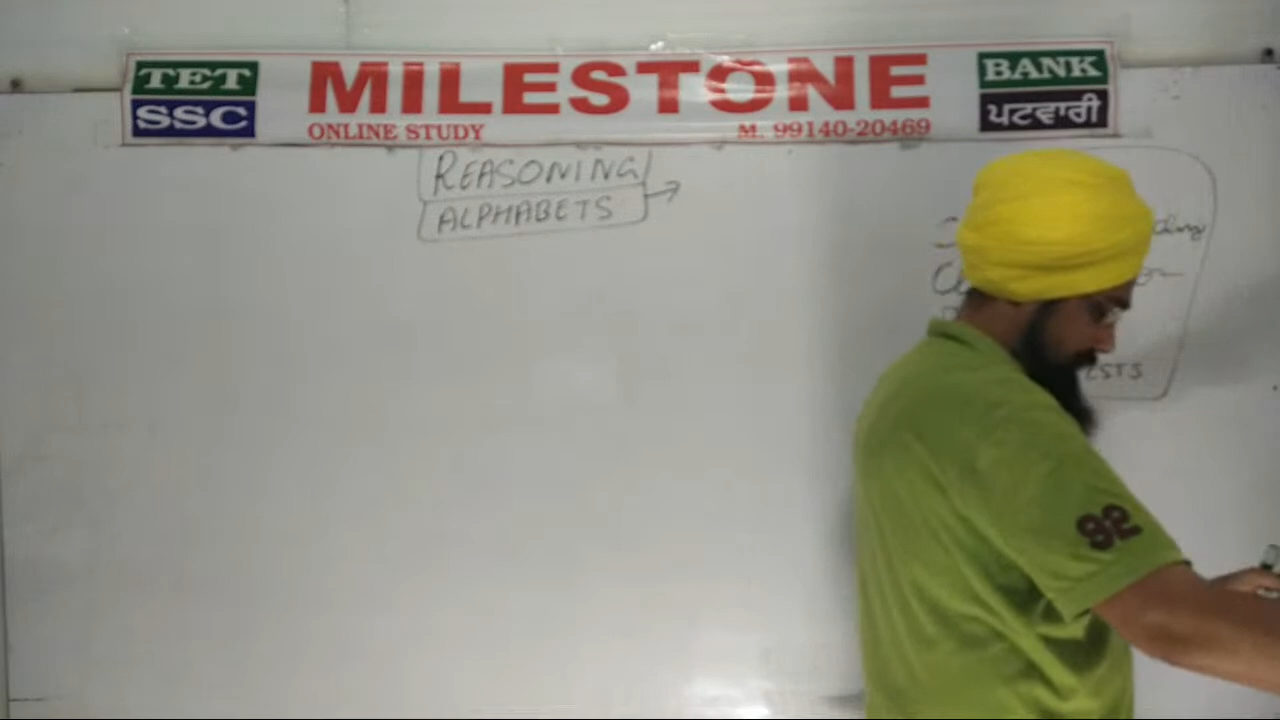 TET
SSC
MILESTONE
ONLINE STUDY
M. 99140-20469
BANK
ਪਟਵਾਰੀ
REASONING
ALPHABETS →
92